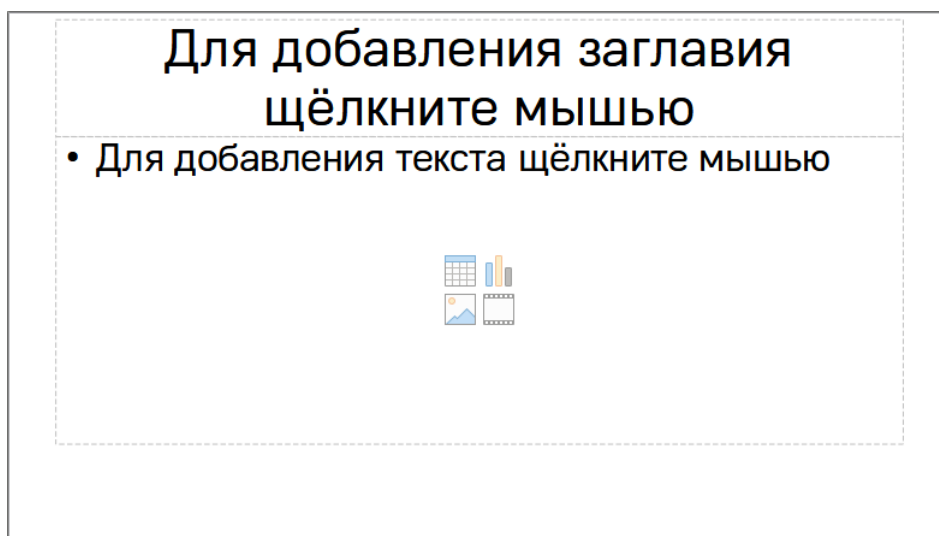 Для добавления заглавия
щёлкните мышью
• Для добавления текста щёлкните мышью